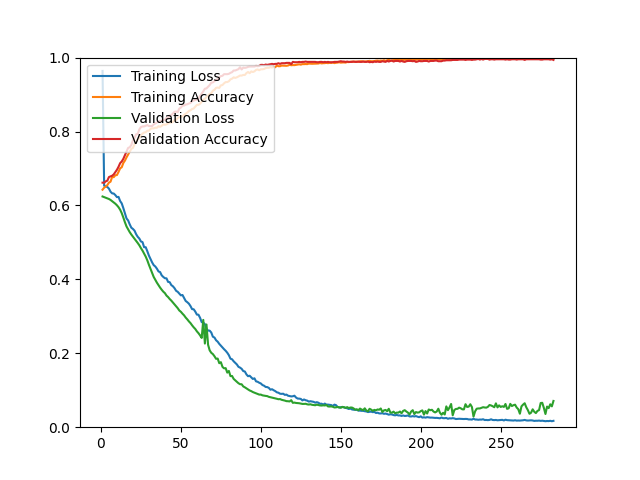 1.0
0.8
0.6
0.4
0.2
0.0
Training Loss
Training Accuracy
Validation Loss
Validation Accuracy
0 50 100 150 200 250